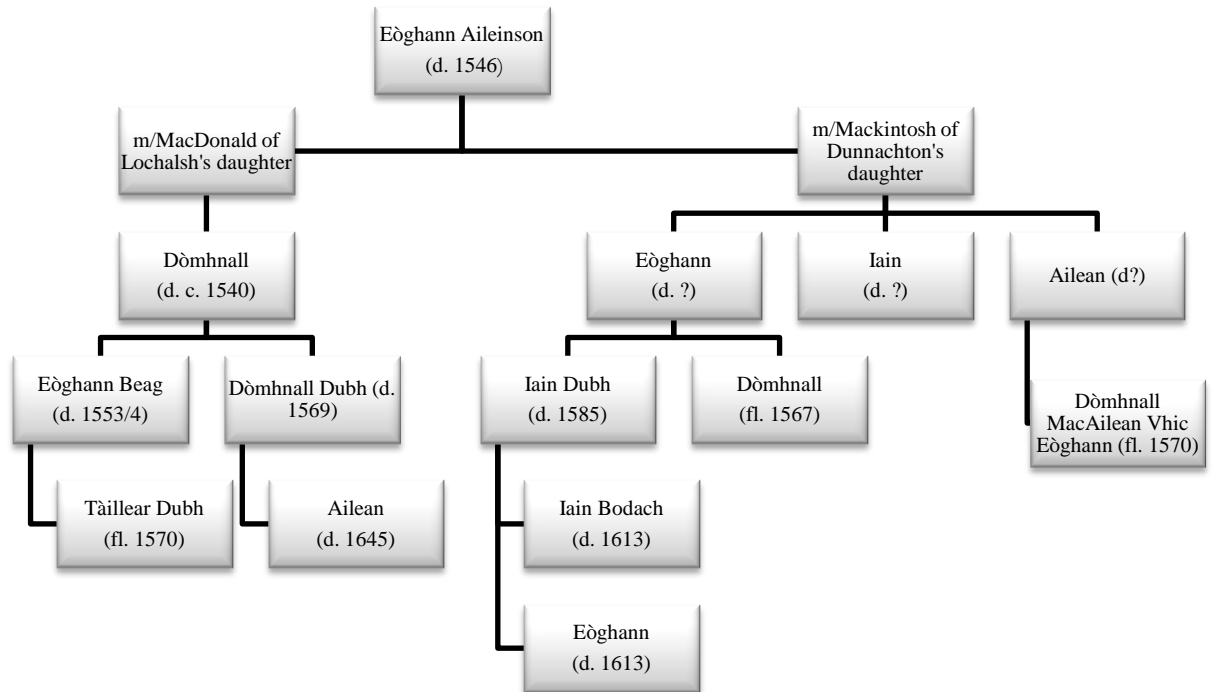 Eòghann Aileinson
(d. 1546)
m/MacDonald of
Lochalsh's daughter
m/Mackintosh of
Dunnachton's
daughter
Dòmhnall
(d. c. 1540)
Eòghann
(d. ?)
Iain
(d. ?)
Ailean (d?)
Eòghann Beag
(d. 1553/4)
Dòmhnall Dubh (d.
1569)
Iain Dubh
(d. 1585)
Dòmhnall
(fl. 1567)
Dòmhnall
MacAilean Vhic
Eòghann (fl. 1570)
Tàillear Dubh
(fl. 1570)
Ailean
(d. 1645)
Iain Bodach
(d. 1613)
Eòghann
(d. 1613)